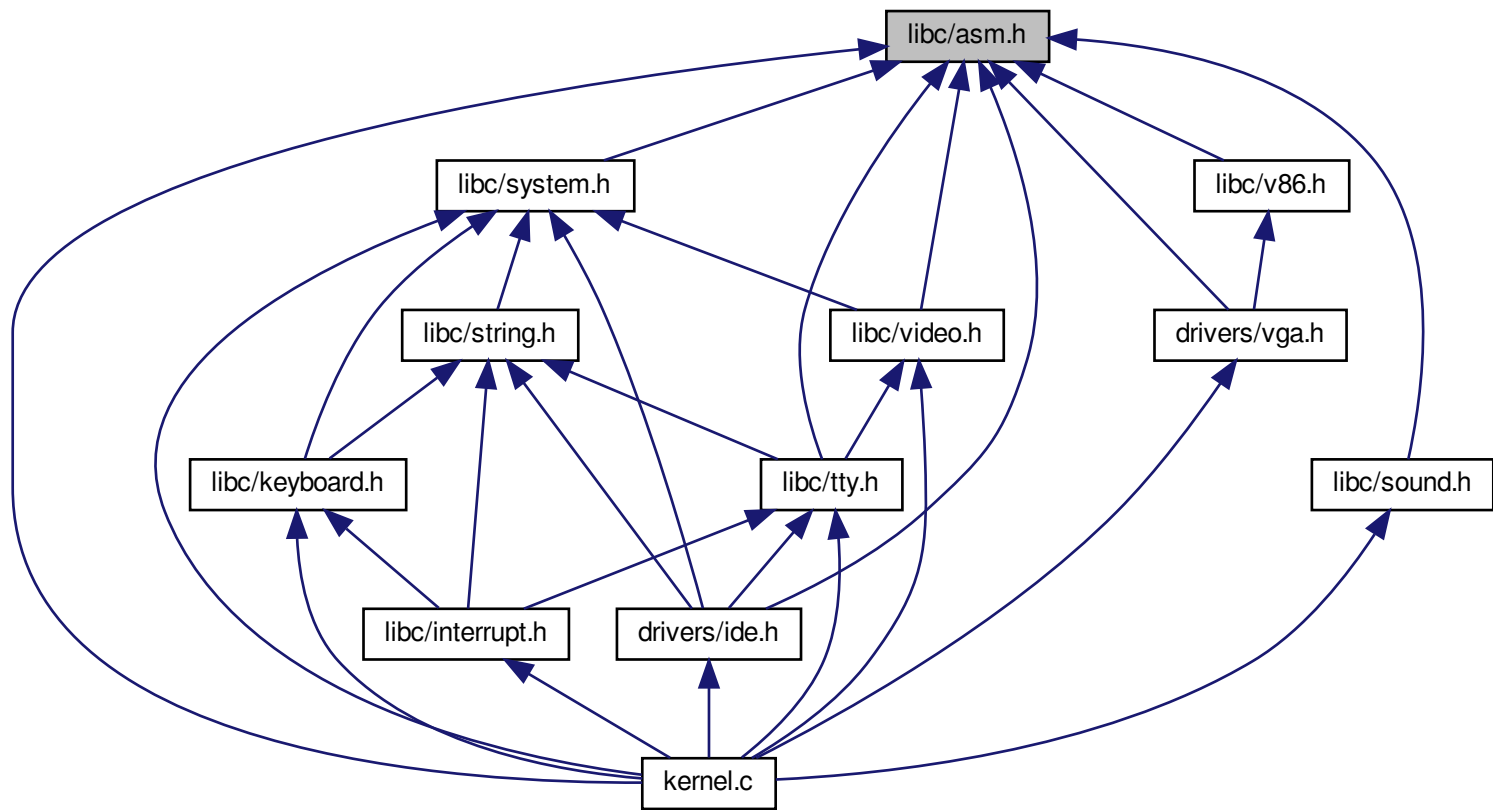 libc/asm.h
libc/system.h
libc/v86.h
libc/string.h
libc/video.h
drivers/vga.h
libc/keyboard.h
libc/tty.h
libc/sound.h
libc/interrupt.h
drivers/ide.h
kernel.c